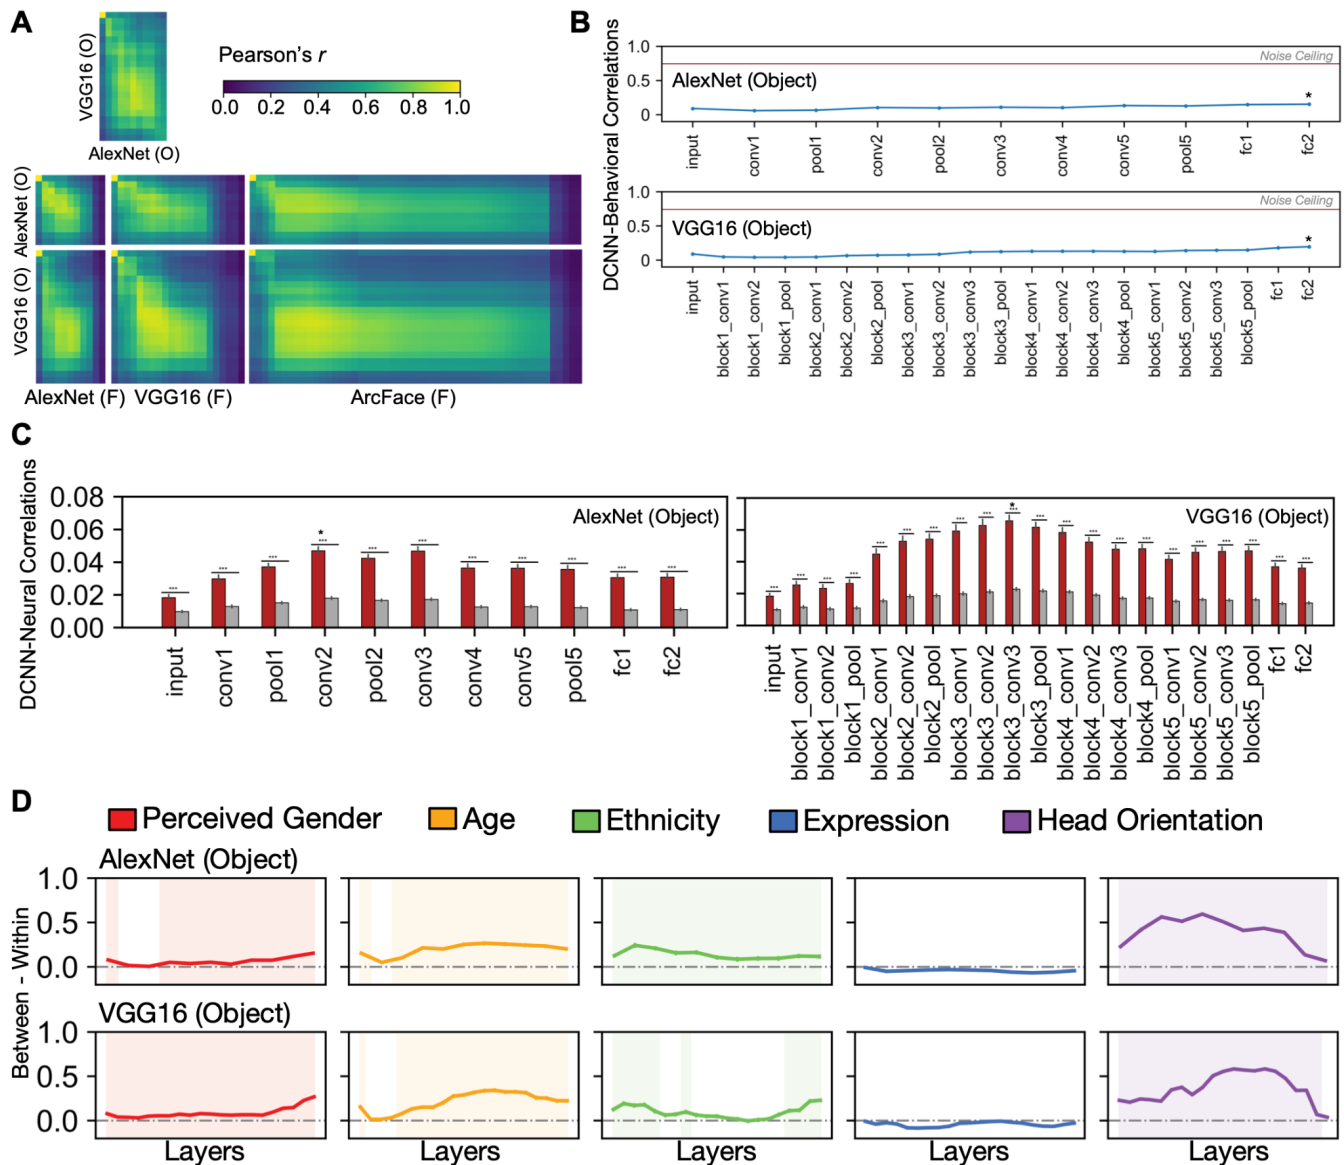 A
VGG16 (O)
AlexNet (O)
Pearson's r
0.0 0.2 0.4 0.6 0.8 1.0
AlexNet (O)
VGG16 (O)
AlexNet (F) VGG16 (F) ArcFace (F)
B
DCNN-Behavioral Correlations
1.0
0.5
0
Noise Ceiling
AlexNet (Object)
*
input conv1 pool1 conv2 pool2 conv3 conv4 conv5 pool5 fc1 fc2
1.0
0.5
0
Noise Ceiling
VGG16 (Object)
*
input block1_conv1 block1_conv2 block1_pool block2_conv1 block2_conv2 block2_pool block3_conv1 block3_conv2 block3_conv3 block3_pool block4_conv1 block4_conv2 block4_conv3 block4_pool block5_conv1 block5_conv2 block5_conv3 block5_pool fc1 fc2
C
DCNN-Neural Correlations
0.08
0.06
0.04
0.02
0.00
AlexNet (Object)
*
*** *** *** *** *** *** *** *** *** *** ***
input conv1 pool1 conv2 pool2 conv3 conv4 conv5 pool5 fc1 fc2
VGG16 (Object)
*
*** *** *** *** *** *** *** *** *** *** *** *** *** *** *** *** *** *** *** *** ***
input block1_conv1 block1_conv2 block1_pool block2_conv1 block2_conv2 block2_pool block3_conv1 block3_conv2 block3_conv3 block3_pool block4_conv1 block4_conv2 block4_conv3 block4_pool block5_conv1 block5_conv2 block5_conv3 block5_pool fc1 fc2
D
Perceived Gender Age Ethnicity Expression Head Orientation
AlexNet (Object)
Between - Within
1.0
0.5
0.0
VGG16 (Object)
1.0
0.5
0.0
Layers Layers Layers Layers Layers